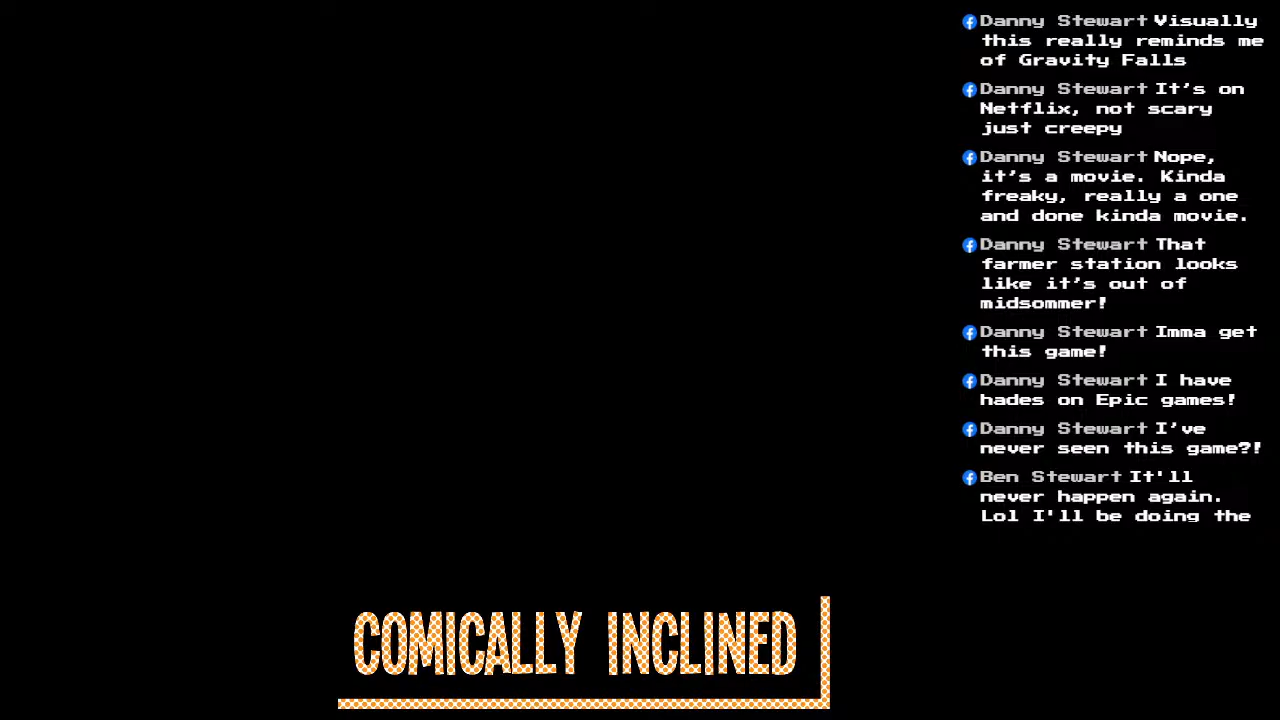 Danny Stewart Visually
this really reminds me
of Gravity Falls
Danny Stewart It's on
Netflix, not scary
just creepy
Danny Stewart Nope,
it's a movie. Kinda
freaky, really a one
and done kinda movie.
Danny Stewart That
farmer station looks
like it's out of
midsommer!
Danny Stewart Imma get
this game!
Danny Stewart I have
hades on Epic games!
Danny Stewart I've
never seen this game?!
Ben Stewart It'll
never happen again.
Lol I'll be doing the
COMICALLY INCLINED